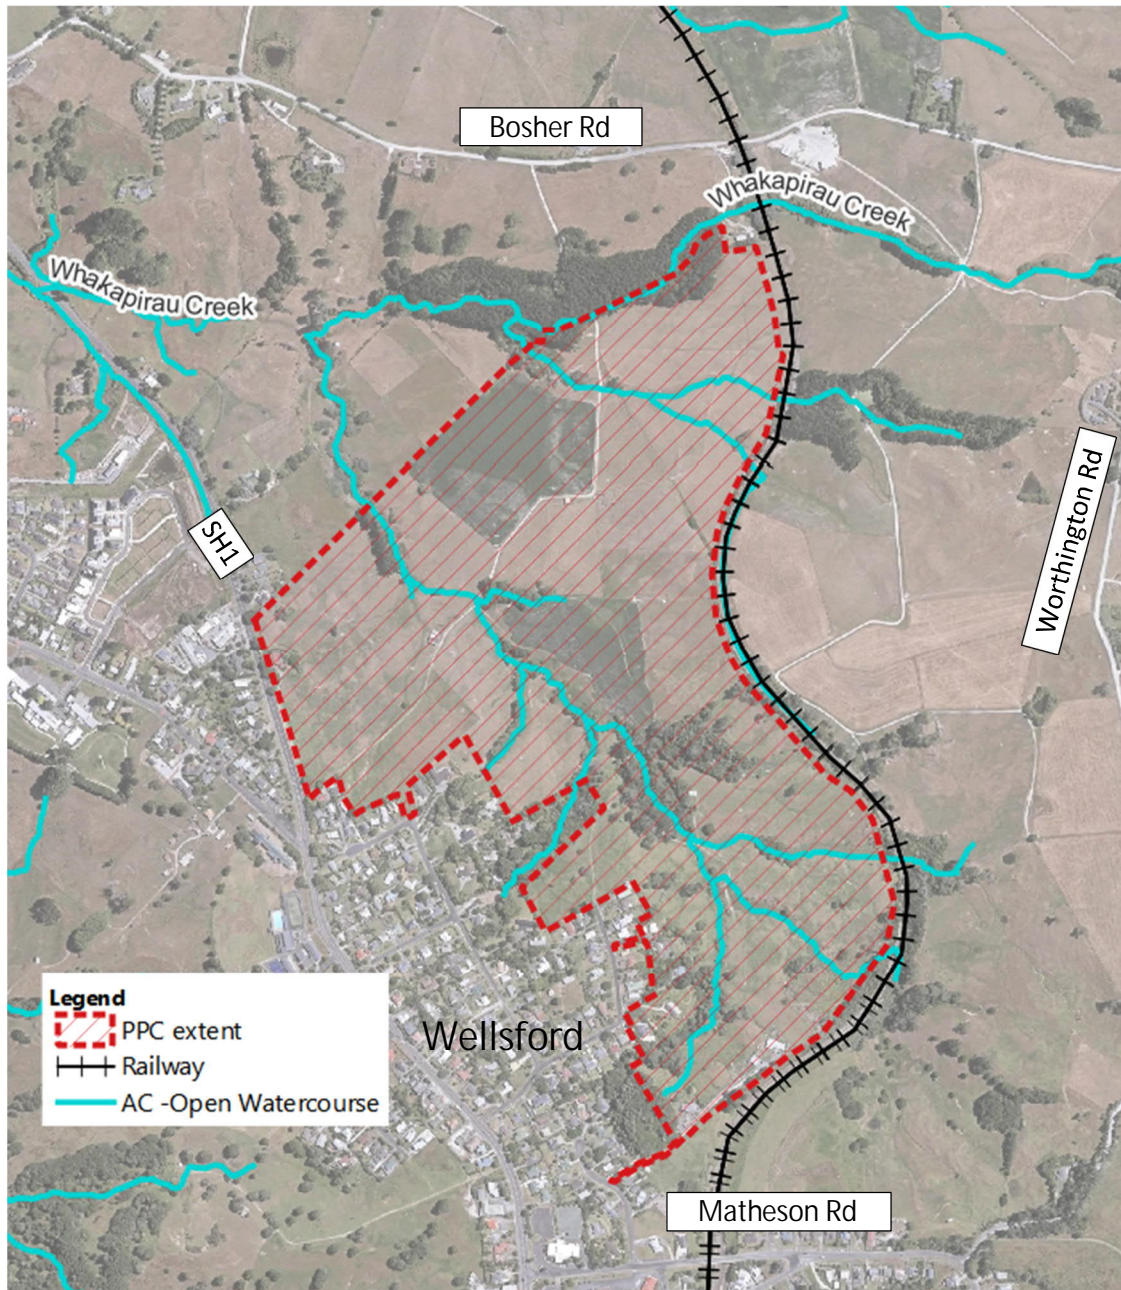 Bosher Rd
Whakapirau Creek
Whakapirau Creek
SH1
Worthington Rd
Legend
PPC extent
Railway
AC -Open Watercourse
Wellsford
Matheson Rd